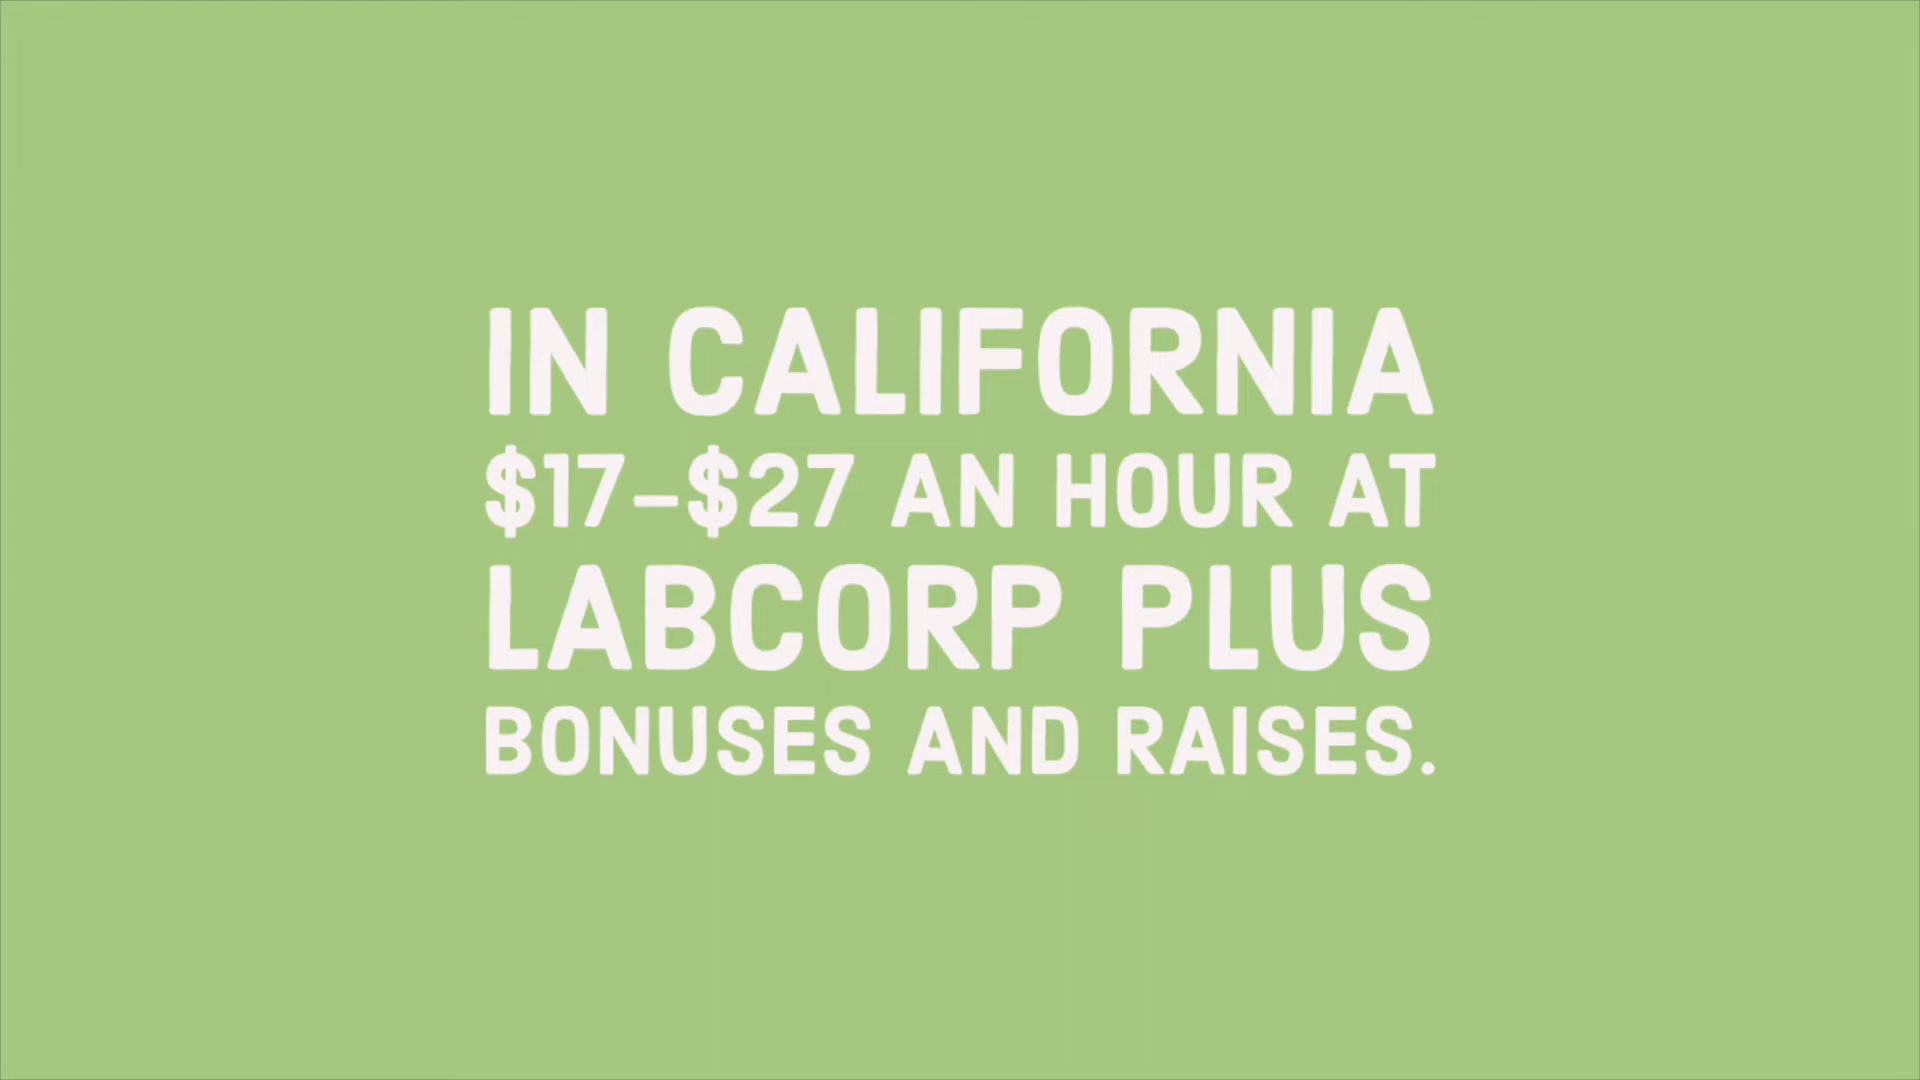 IN CALIFORNIA
$17–$27 AN HOUR AT
LABCORP PLUS
BONUSES AND RAISES.